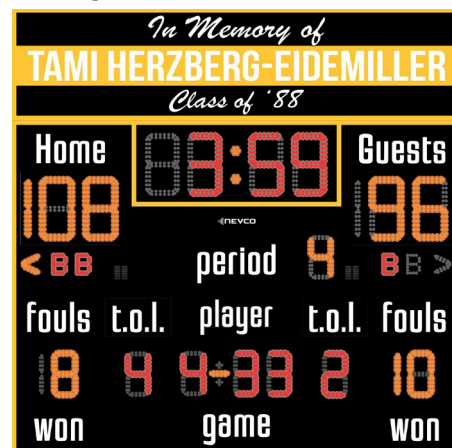 In Memory of
TAMI HERZBERG-EIDEMILLER
Class of '88
Home 3:59 Guests
108 96
NEVCO
< B B period 4 B
fouls t.o.l. player t.o.l. fouls
8 4 4-33 2 10
won game won